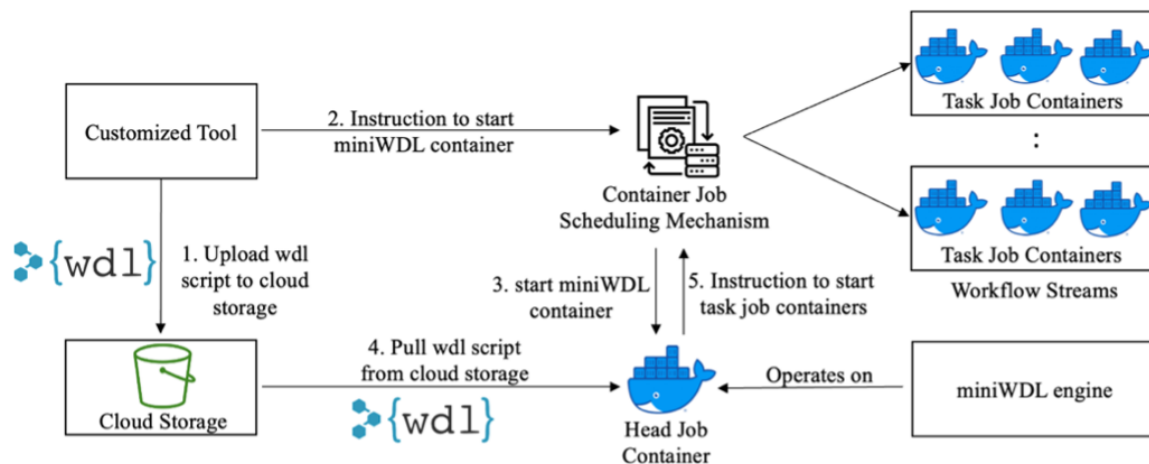 Customized Tool
2. Instruction to start
miniWDL container
Container Job
Scheduling Mechanism
Task Job Containers
:
Task Job Containers
Workflow Streams
{wdl}
1. Upload wdl
script to cloud
storage
3. start miniWDL
container
5. Instruction to start
task job containers
Cloud Storage
4. Pull wdl script
from cloud storage
{wdl}
Head Job
Container
Operates on
miniWDL engine